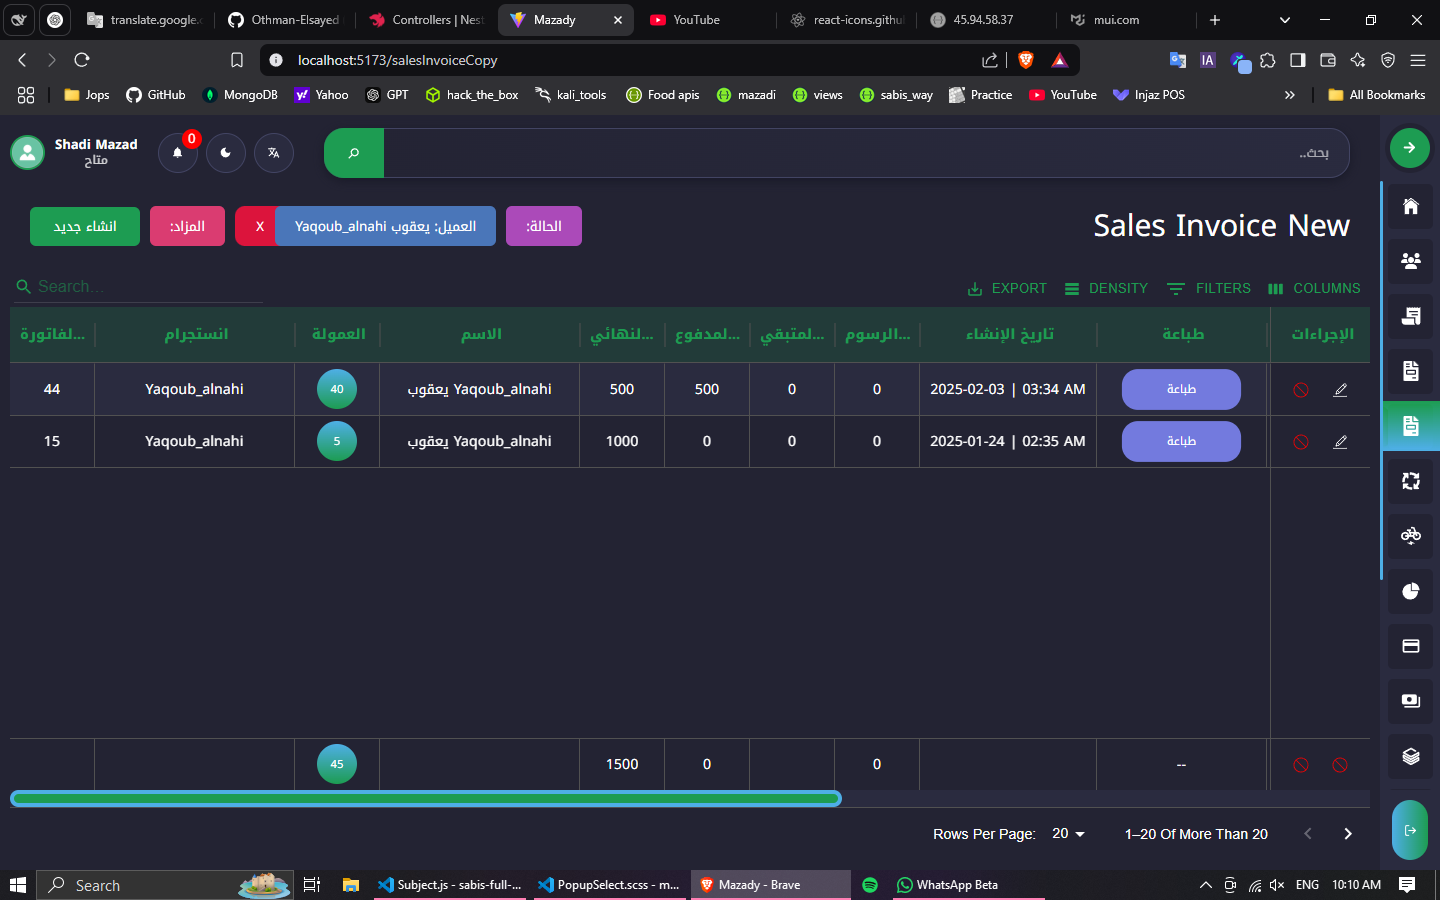 translate.google.c
Othman-Elsayed
Controllers | Nest
Mazady
YouTube
react-icons.githu
45.94.58.37
mui.com
localhost:5173/salesInvoiceCopy
Jops
GitHub
MongoDB
Yahoo
GPT
hack_the_box
kali_tools
Food apis
mazadi
views
sabis_way
Practice
YouTube
Injaz POS
All Bookmarks
IA
Shadi Mazad
متاح
0
بحث..
Sales Invoice New
الحالة:
العميل: يعقوب Yaqoub_alnahi
X
المزاد:
انشاء جديد
Search...
EXPORT
DENSITY
FILTERS
COLUMNS
لفاتورة...
انستجرام
العمولة
الاسم
لنهائي...
لمدفوع...
لمتبقي...
الرسوم...
تاريخ الإنشاء
طباعة
الإجراءات
44
Yaqoub_alnahi
40
يعقوب Yaqoub_alnahi
500
500
0
0
2025-02-03 | 03:34 AM
طباعة
15
Yaqoub_alnahi
5
يعقوب Yaqoub_alnahi
1000
0
0
0
2025-01-24 | 02:35 AM
طباعة
45
1500
0
0
--
Rows Per Page:
20
1–20 Of More Than 20
Search
Subject.js - sabis-full-...
PopupSelect.scss - m...
Mazady - Brave
WhatsApp Beta
ENG
10:10 AM